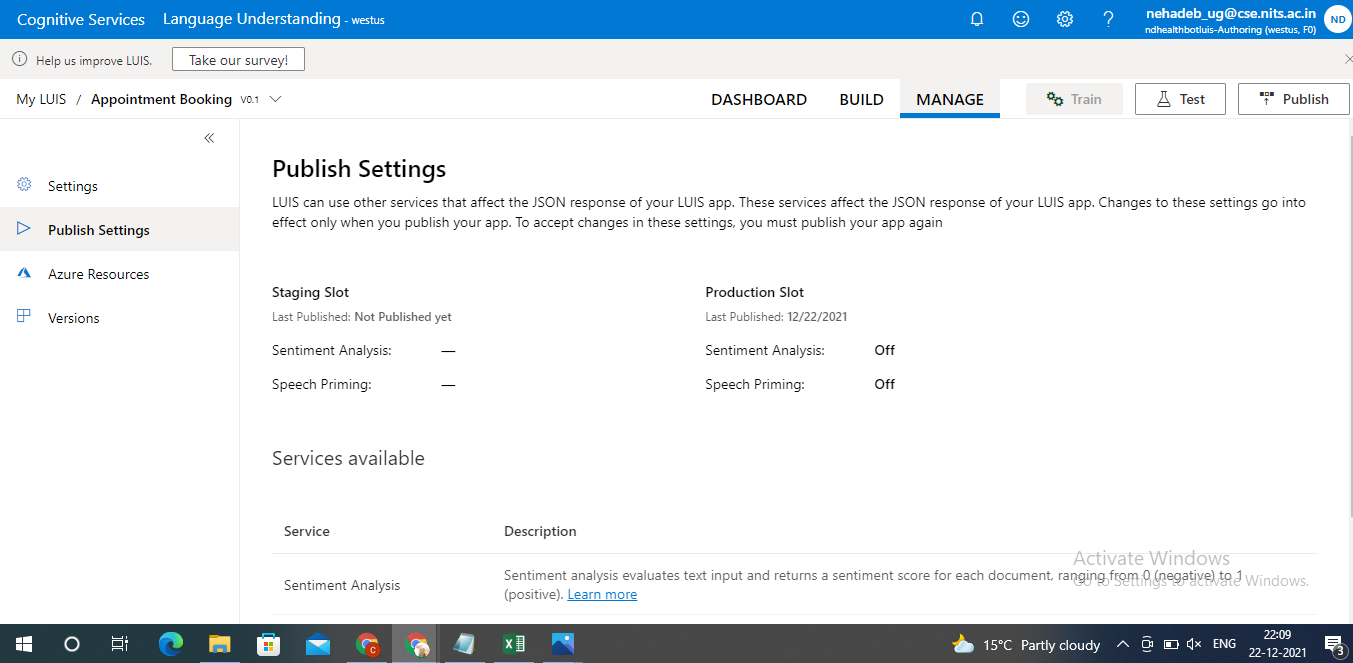 Cognitive Services Language Understanding - westus
nehadeb_ug@cse.nits.ac.in
ndhealthbotluis-Authoring (westus, F0)
ND
Help us improve LUIS. Take our survey!
My LUIS / Appointment Booking V0.1
DASHBOARD BUILD MANAGE Train Test Publish
Settings
Publish Settings
Azure Resources
Versions
Publish Settings
LUIS can use other services that affect the JSON response of your LUIS app. These services affect the JSON response of your LUIS app. Changes to these settings go into
effect only when you publish your app. To accept changes in these settings, you must publish your app again
Staging Slot
Last Published: Not Published yet
Sentiment Analysis: —
Speech Priming: —
Production Slot
Last Published: 12/22/2021
Sentiment Analysis: Off
Speech Priming: Off
Services available
Service Description
Sentiment Analysis
Sentiment analysis evaluates text input and returns a sentiment score for each document, ranging from 0 (negative) to 1
(positive). Learn more
Activate Windows
Go to Settings to activate Windows.
15°C Partly cloudy
ENG
22:09
22-12-2021
3